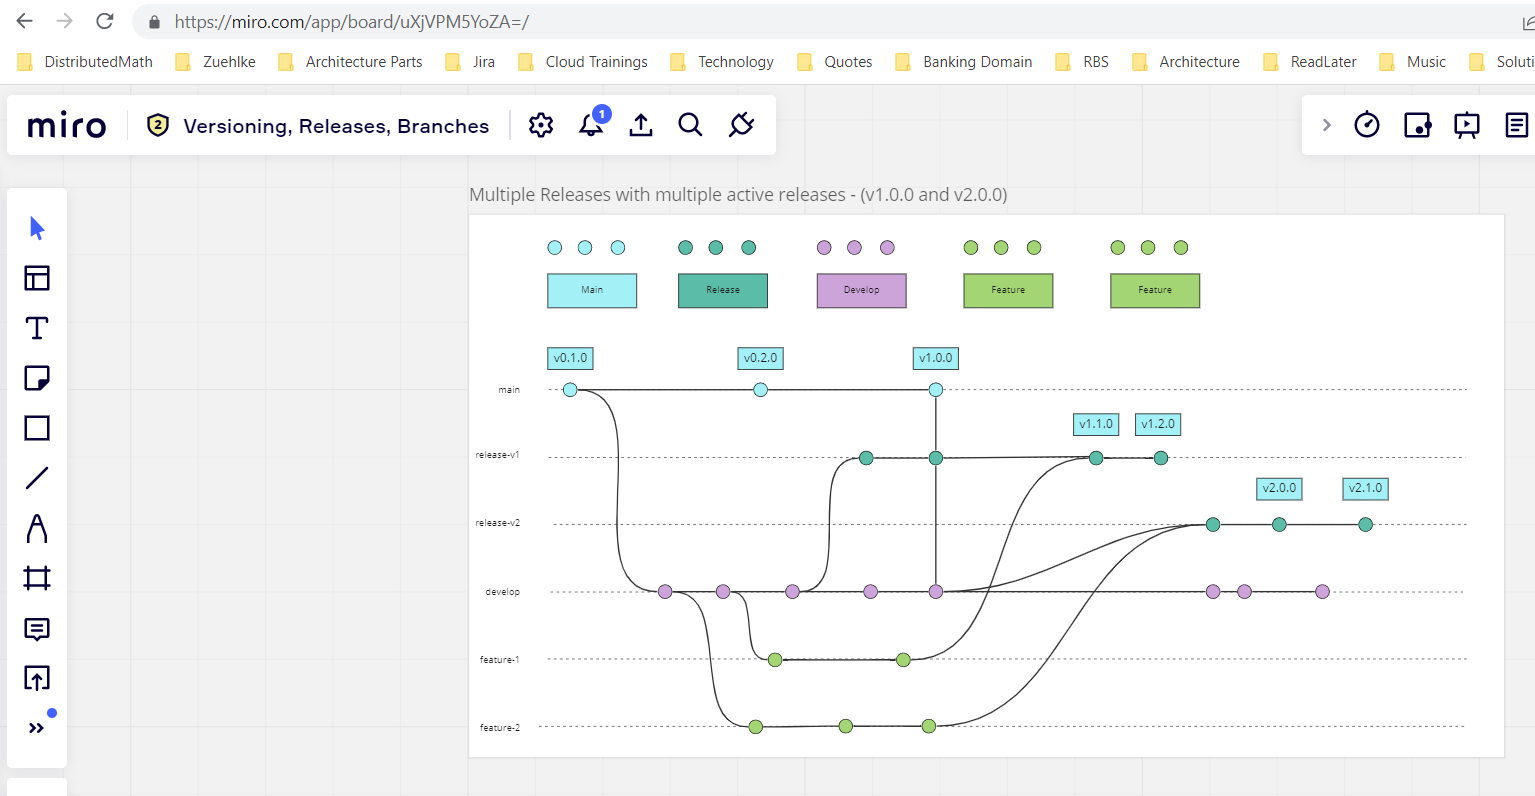 https://miro.com/app/board/uXjVPM5YoZA=/
DistributedMath Zuehlke Architecture Parts Jira Cloud Trainings Technology Quotes Banking Domain RBS Architecture ReadLater Music Soluti
miro 2 Versioning, Releases, Branches 1
Multiple Releases with multiple active releases - (v1.0.0 and v2.0.0)
Main Release Develop Feature Feature
v0.1.0 v0.2.0 v1.0.0
main
v1.1.0 v1.2.0
release-v1
v2.0.0 v2.1.0
release-v2
develop
feature-1
feature-2